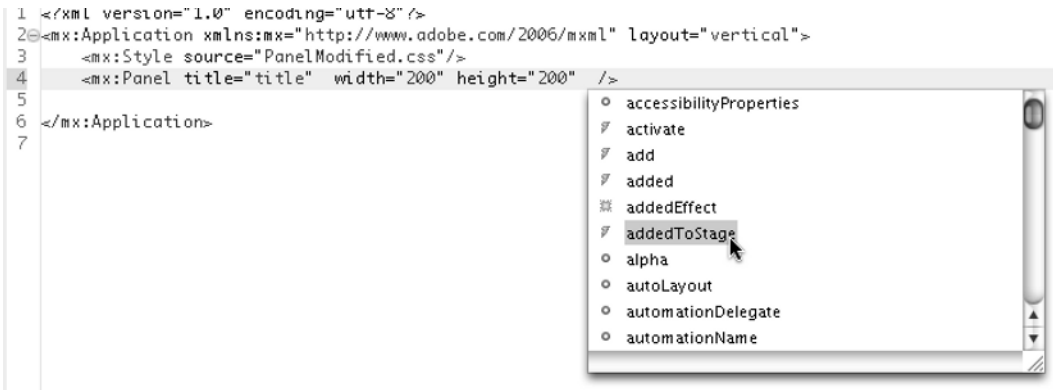 1 <?xml version="1.0" encoding="utf-8"?>
2 <mx:Application xmlns:mx="http://www.adobe.com/2006/mxml" layout="vertical">
3 <mx:Style source="PanelModified.css"/>
4 <mx:Panel title="title" width="200" height="200" />
5
6 </mx:Application>
7
accessibilityProperties
activate
add
added
addedEffect
addedToStage
alpha
autoLayout
automationDelegate
automationName